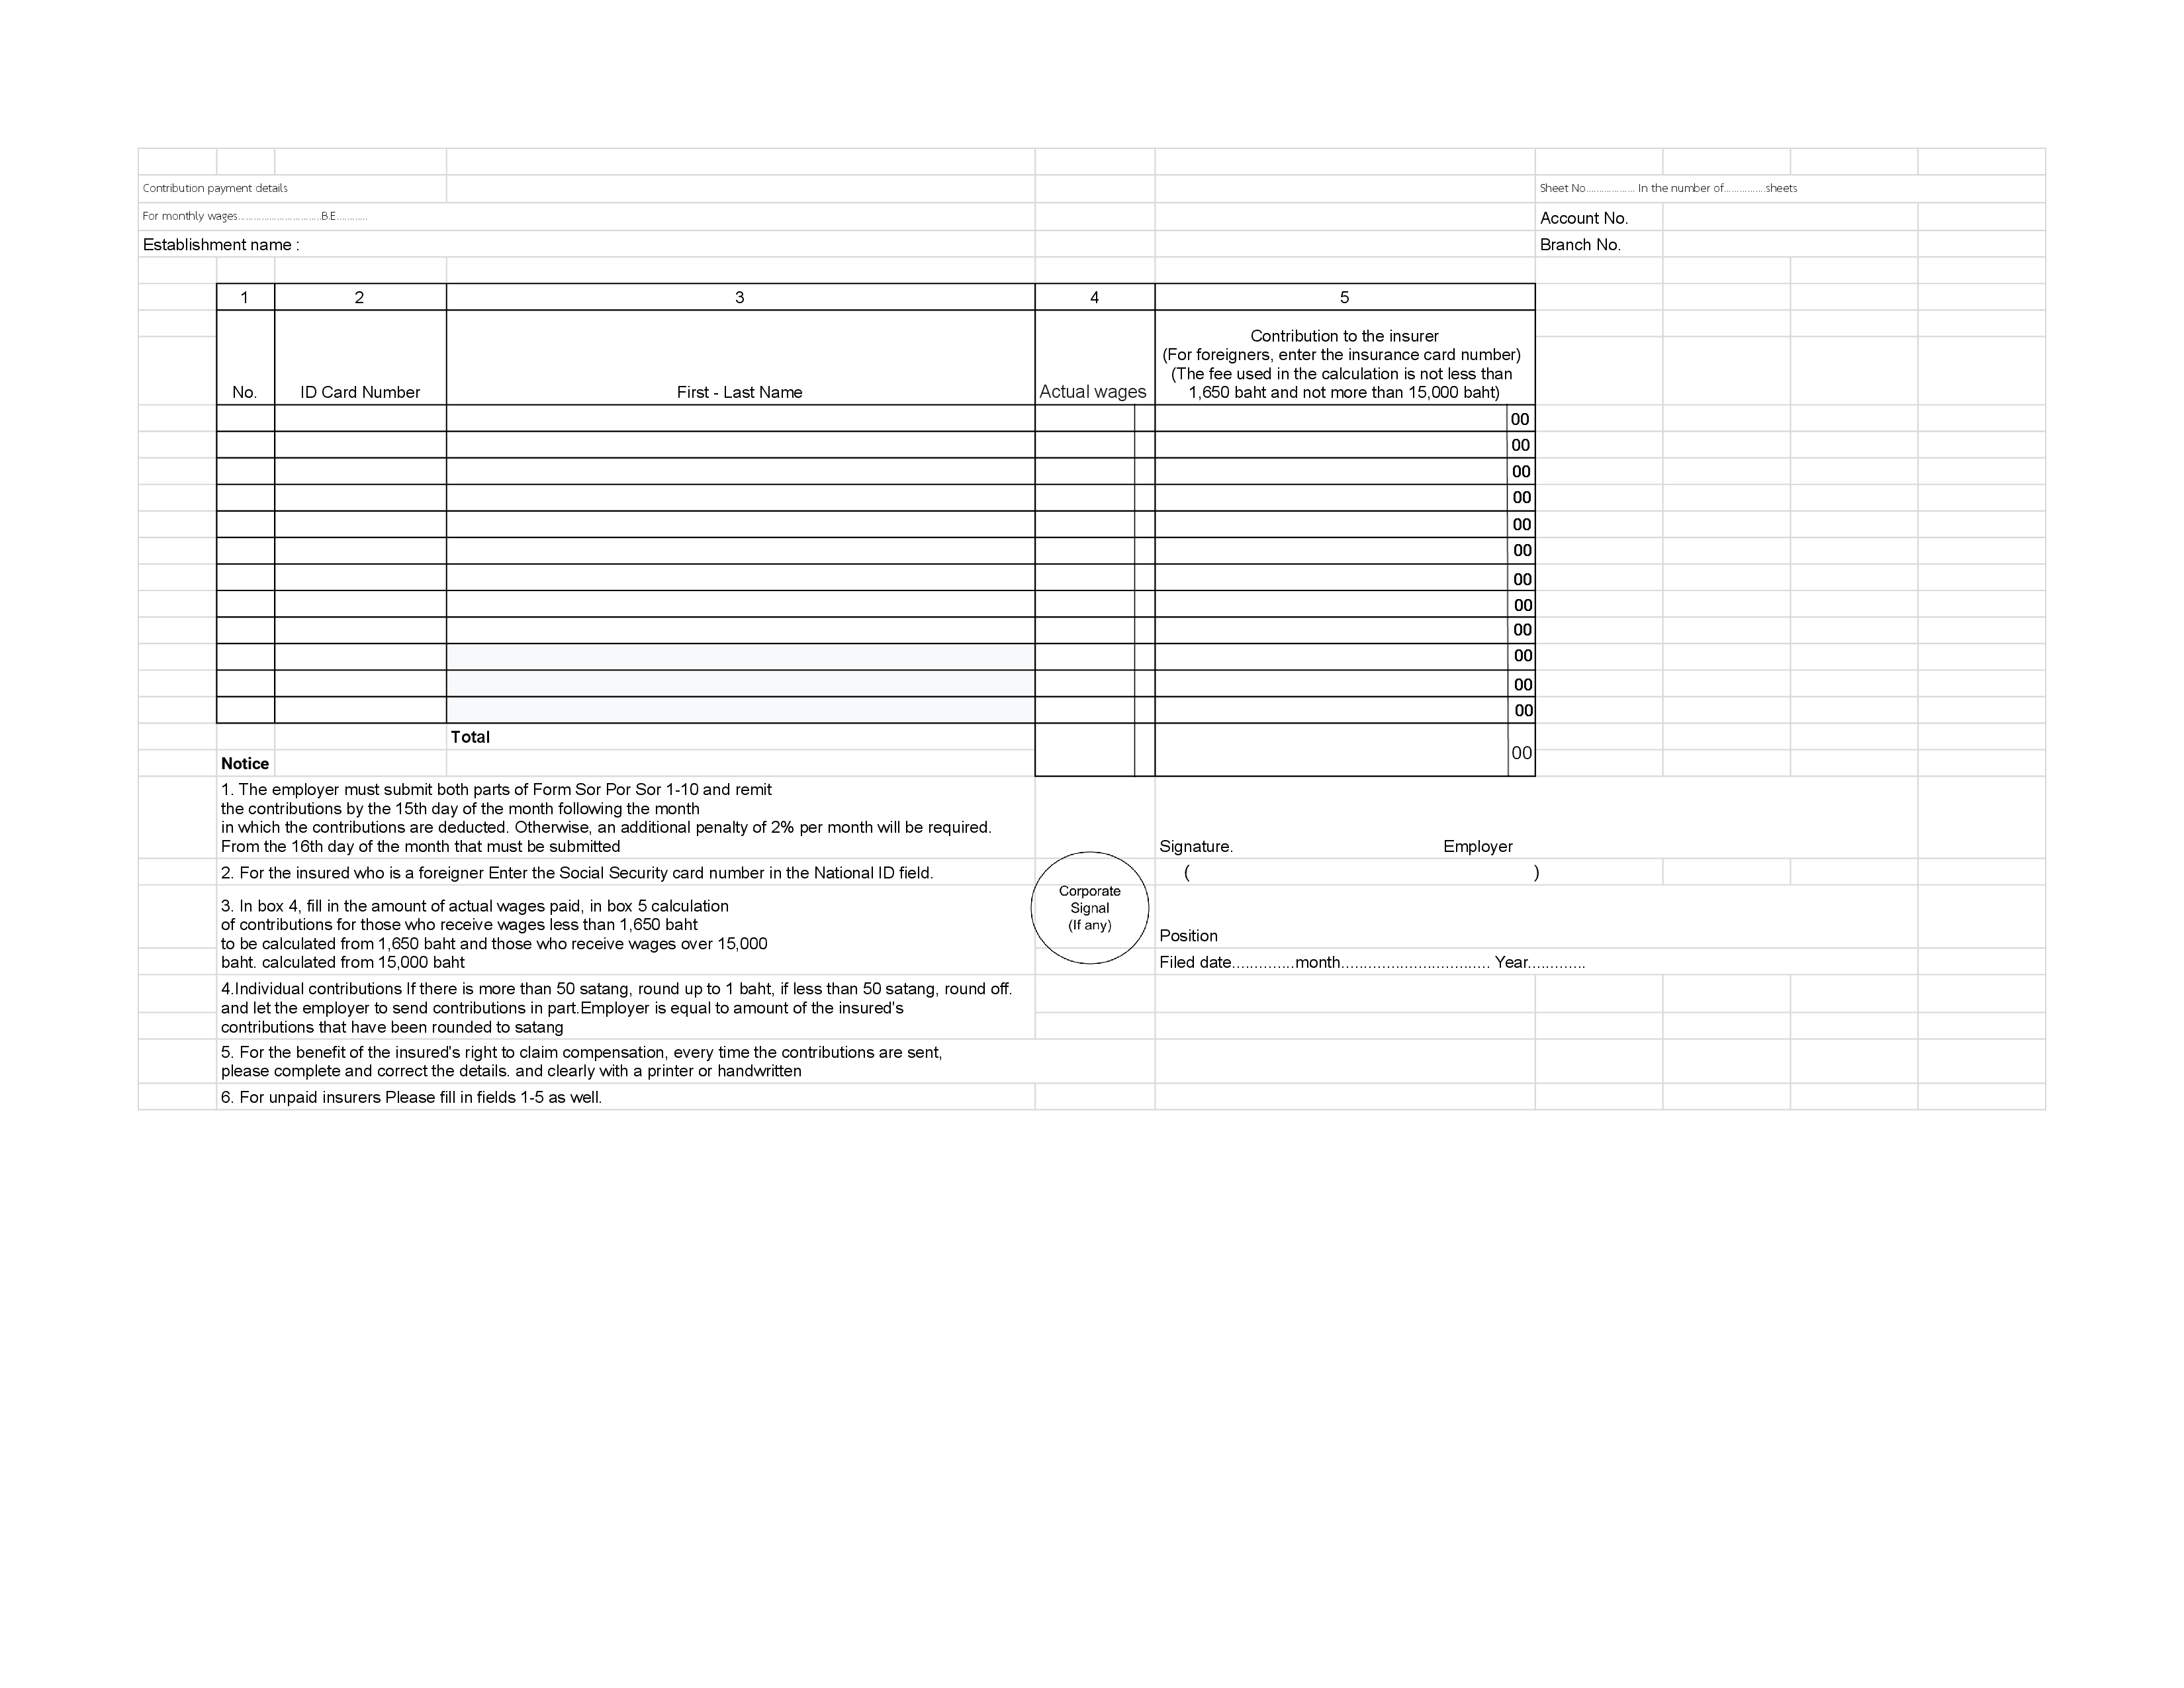 Contribution payment details
Sheet No.................. In the number of................sheets
For monthly wages................................B.E............
Account No.
Establishment name :
Branch No.
1 2 3 4 5
No. ID Card Number First - Last Name Actual wages Contribution to the insurer
(For foreigners, enter the insurance card number)
(The fee used in the calculation is not less than
1,650 baht and not more than 15,000 baht)
00
00
00
00
00
00
00
00
00
00
00
00
Total
00
Notice
1. The employer must submit both parts of Form Sor Por Sor 1-10 and remit
the contributions by the 15th day of the month following the month
in which the contributions are deducted. Otherwise, an additional penalty of 2% per month will be required.
From the 16th day of the month that must be submitted
Signature. Employer
2. For the insured who is a foreigner Enter the Social Security card number in the National ID field.
( )
Corporate
Signal
(If any)
3. In box 4, fill in the amount of actual wages paid, in box 5 calculation
of contributions for those who receive wages less than 1,650 baht
to be calculated from 1,650 baht and those who receive wages over 15,000
baht. calculated from 15,000 baht
Position
Filed date..............month................................. Year.............
4.Individual contributions If there is more than 50 satang, round up to 1 baht, if less than 50 satang, round off.
and let the employer to send contributions in part.Employer is equal to amount of the insured's
contributions that have been rounded to satang
5. For the benefit of the insured's right to claim compensation, every time the contributions are sent,
please complete and correct the details. and clearly with a printer or handwritten
6. For unpaid insurers Please fill in fields 1-5 as well.